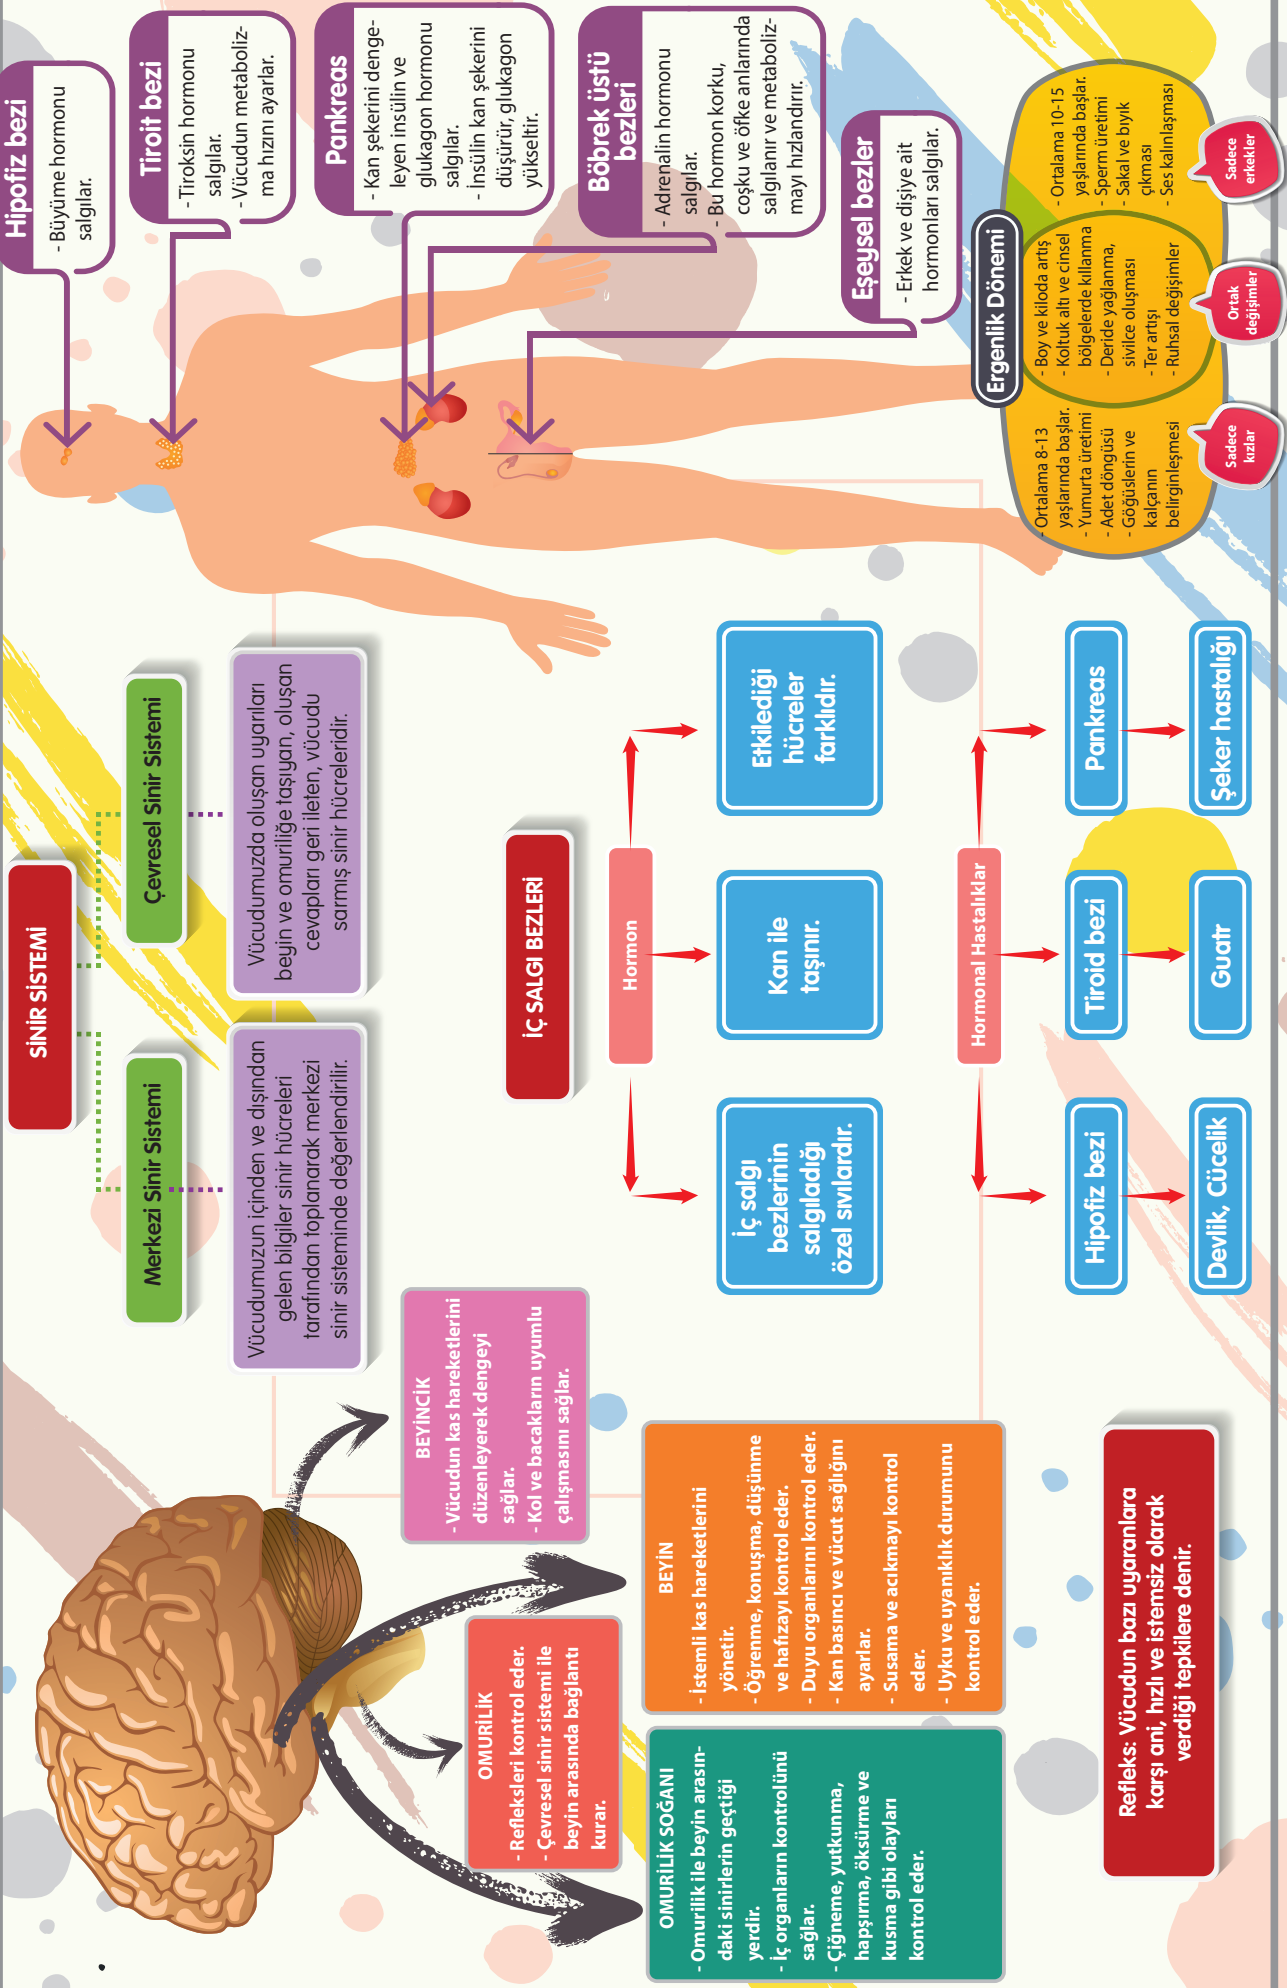 SİNİR SİSTEMİ
Merkezi Sinir Sistemi
Vücudumuzun içinden ve dışından
gelen bilgiler sinir hücreleri
tarafından toplanarak merkezi
sinir sisteminde değerlendirilir.
Çevresel Sinir Sistemi
Vücudumuzda oluşan uyarıları
beyin ve omuriliğe taşıyan, oluşan
cevapları geri ileten, vücudu
sarmış sinir hücreleridir.
BEYİNCİK
- Vücudun kas hareketlerini
düzenleyerek dengeyi
sağlar.
- Kol ve bacakların uyumlu
çalışmasını sağlar.
OMURİLİK
- Refleksleri kontrol eder.
- Çevresel sinir sistemi ile
beyin arasında bağlantı
kurar.
OMURİLİK SOĞANI
- Omurilik ile beyin arasın-
daki sinirlerin geçtiği
yerdir.
- İç organların kontrolünü
sağlar.
- Çiğneme, yutkunma,
hapşırma, öksürme ve
kusma gibi olayları
kontrol eder.
BEYİN
- İstemli kas hareketlerini
yönetir.
- Öğrenme, konuşma, düşünme
ve hafızayı kontrol eder.
- Duyu organlarını kontrol eder.
- Kan basıncı ve vücut sağlığını
ayarlar.
- Susama ve acıkmayı kontrol
eder.
- Uyku ve uyanıklık durumunu
kontrol eder.
Refleks: Vücudun bazı uyaranlara
karşı ani, hızlı ve istemsiz olarak
verdiği tepkilere denir.
İÇ SALGI BEZLERİ
Hormon
İç salgı
bezlerinin
salgıladığı
özel sıvılardır.
Kan ile
taşınır.
Etkilediği
hücreler
farklıdır.
Hormonal Hastalıklar
Hipofiz bezi
Devlik, Cücelik
Tiroid bezi
Guatr
Pankreas
Şeker hastalığı
Hipofiz bezi
- Büyüme hormonu
salgılar.
Tiroit bezi
- Tiroksin hormonu
salgılar.
- Vücudun metaboliz-
ma hızını ayarlar.
Pankreas
- Kan şekerini denge-
leyen insülin ve
glukagon hormonu
salgılar.
- İnsülin kan şekerini
düşürür, glukagon
yükseltir.
Böbrek üstü
bezleri
- Adrenalin hormonu
salgılar.
- Bu hormon korku,
coşku ve öfke anlarında
salgılanır ve metaboliz-
mayı hızlandırır.
Eşeysel bezler
- Erkek ve dişiye ait
hormonları salgılar.
Ergenlik Dönemi
- Ortalama 8-13
yaşlarında başlar.
- Yumurta üretimi
- Adet döngüsü
- Göğüslerin ve
kalçanın
belirginleşmesi
Sadece
kızlar
- Boy ve kiloda artış
- Koltuk altı ve cinsel
bölgelerde kıllanma
- Deride yağlanma,
sivilce oluşması
- Ter artışı
- Ruhsal değişimler
Ortak
değişimler
- Ortalama 10-15
yaşlarında başlar.
- Sperm üretimi
- Sakal ve bıyık
çıkması
- Ses kalınlaşması
Sadece
erkekler